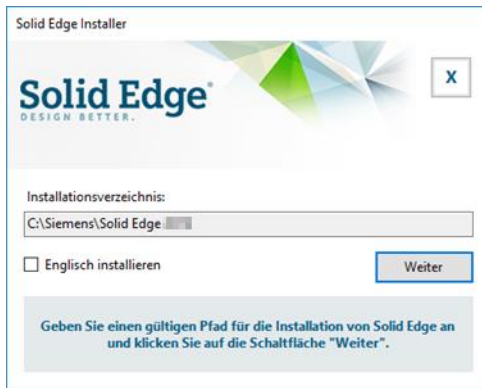 Solid Edge Installer
Solid Edge®
DESIGN BETTER.
X
Installationsverzeichnis:
C:\Siemens\Solid Edge
Englisch installieren
Weiter
Geben Sie einen gültigen Pfad für die Installation von Solid Edge an
und klicken Sie auf die Schaltfläche "Weiter".